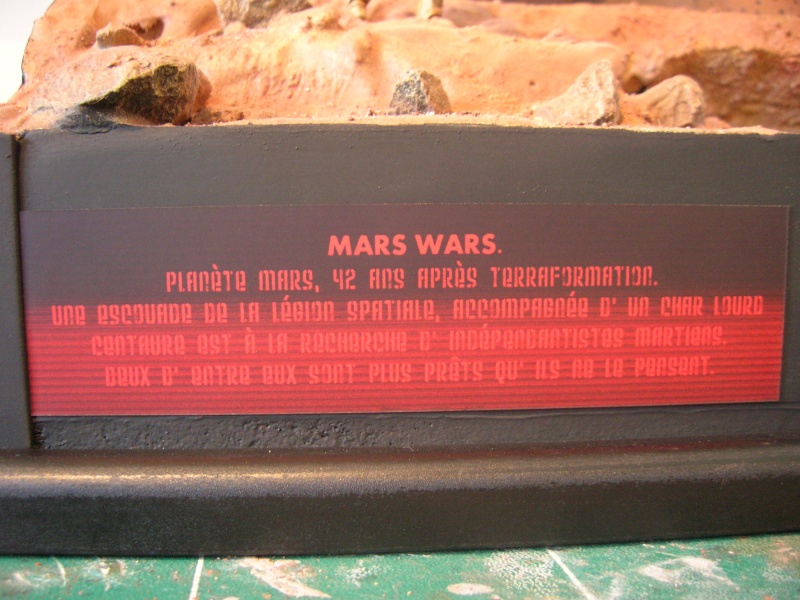 MARS WARS.
PLANÈTE MARS, 42 ANS APRÈS TERRAFORMATION.
UNE ESCOUADE DE LA LÉGION SPATIALE, ACCOMPAGNÉE D' UN CHAR LOURD
CENTAURE EST À LA RECHERCHE D' INDÉPENDANTISTES MARTIENS.
DEUX D' ENTRE EUX SONT PLUS PRÊTS QU' ILS NE LE PENSENT.